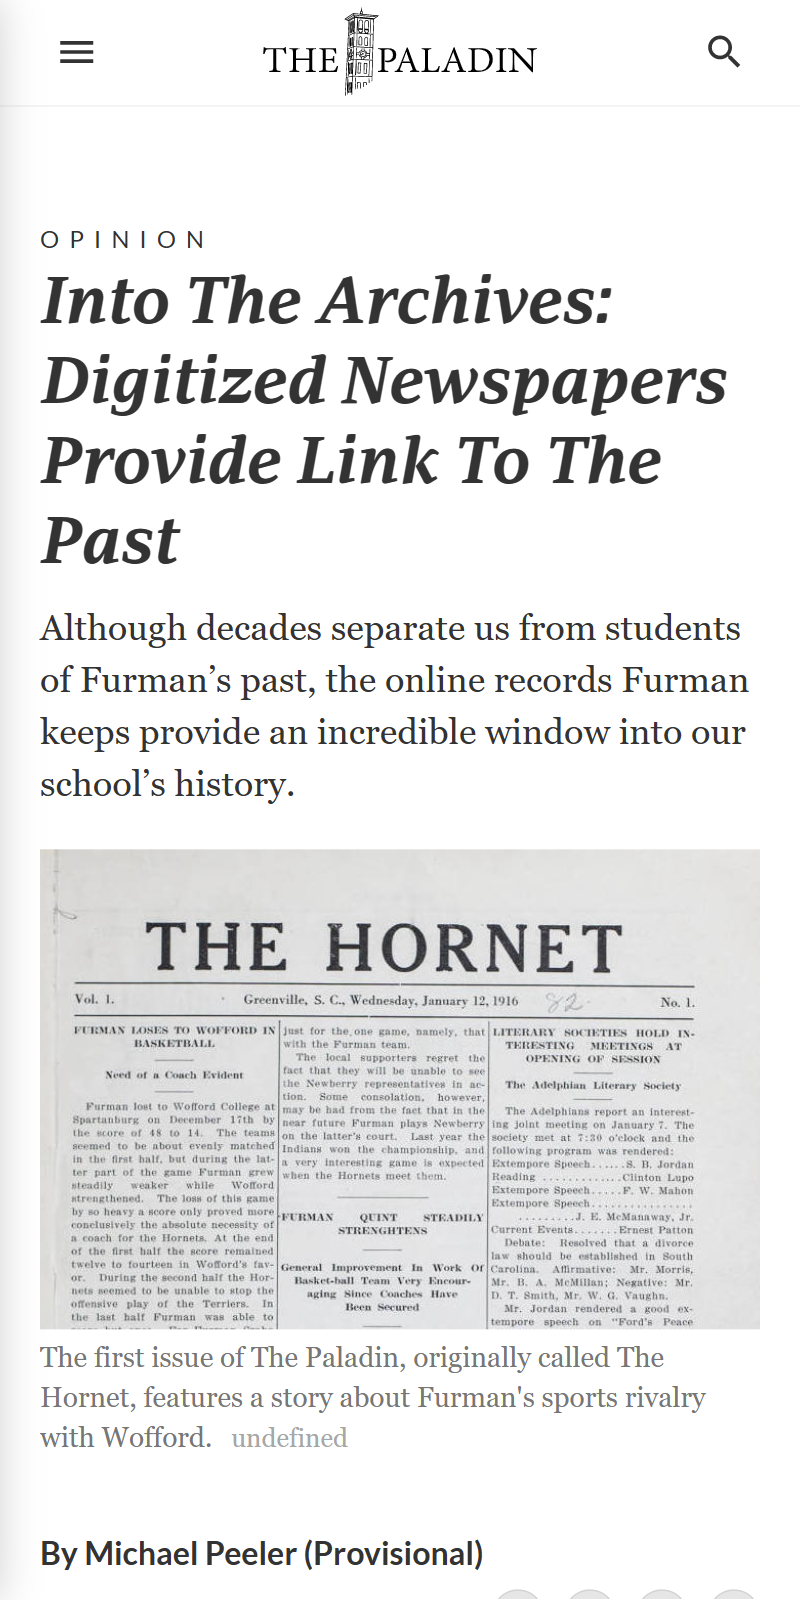 THE PALADIN
OPINION
Into The Archives:
Digitized Newspapers
Provide Link To The
Past
Although decades separate us from students
of Furman’s past, the online records Furman
keeps provide an incredible window into our
school’s history.
THE HORNET
Vol. 1.
Greenville, S. C., Wednesday, January 12, 1916
82
No. 1.
FURMAN LOSES TO WOFFORD IN
BASKETBALL
Need of a Coach Evident
Furman lost to Wofford College at
Spartanburg on December 17th by
the score of 48 to 14. The teams
seemed to be about evenly matched
in the first half, but during the lat-
ter part of the game Furman grew
steadily weaker while Wofford
strengthened. The loss of this game
by so heavy a score only proved more
conclusively the absolute necessity of
a coach for the Hornets. At the end
of the first half the score remained
twelve to fourteen in Wofford's fav-
or. During the second half the Hor-
nets seemed to be unable to stop the
offensive play of the Terriers. In
the last half Furman was able to
just for the one game, namely, that
with the Furman team.
The local supporters regret the
fact that they will be unable to see
the Newberry representatives in ac-
tion. Some consolation, however,
may be had from the fact that in the
near future Furman plays Newberry
on the latter's court. Last year the
Indians won the championship, and
a very interesting game is expected
when the Hornets meet them.
FURMAN QUINT STEADILY
STRENGHTENS
General Improvement In Work Of
Basket-ball Team Very Encour-
aging Since Coaches Have
Been Secured
LITERARY SOCIETIES HOLD IN-
TERESTING MEETINGS AT
OPENING OF SESSION
The Adelphian Literary Society
The Adelphians report an interest-
ing joint meeting on January 7. The
society met at 7:30 o'clock and the
following program was rendered:
Extempore Speech......S. B. Jordan
Reading ............Clinton Lupo
Extempore Speech.....F. W. Mahon
Extempore Speech...............
.........J. E. McManaway, Jr.
Current Events.......Ernest Patton
Debate: Resolved that a divorce
law should be established in South
Carolina. Affirmative: Mr. Morris,
Mr. B. A. McMillan; Negative: Mr.
D. T. Smith, Mr. W. G. Vaughn.
Mr. Jordan rendered a good ex-
tempore speech on "Ford's Peace
The first issue of The Paladin, originally called The
Hornet, features a story about Furman's sports rivalry
with Wofford. undefined
By Michael Peeler (Provisional)